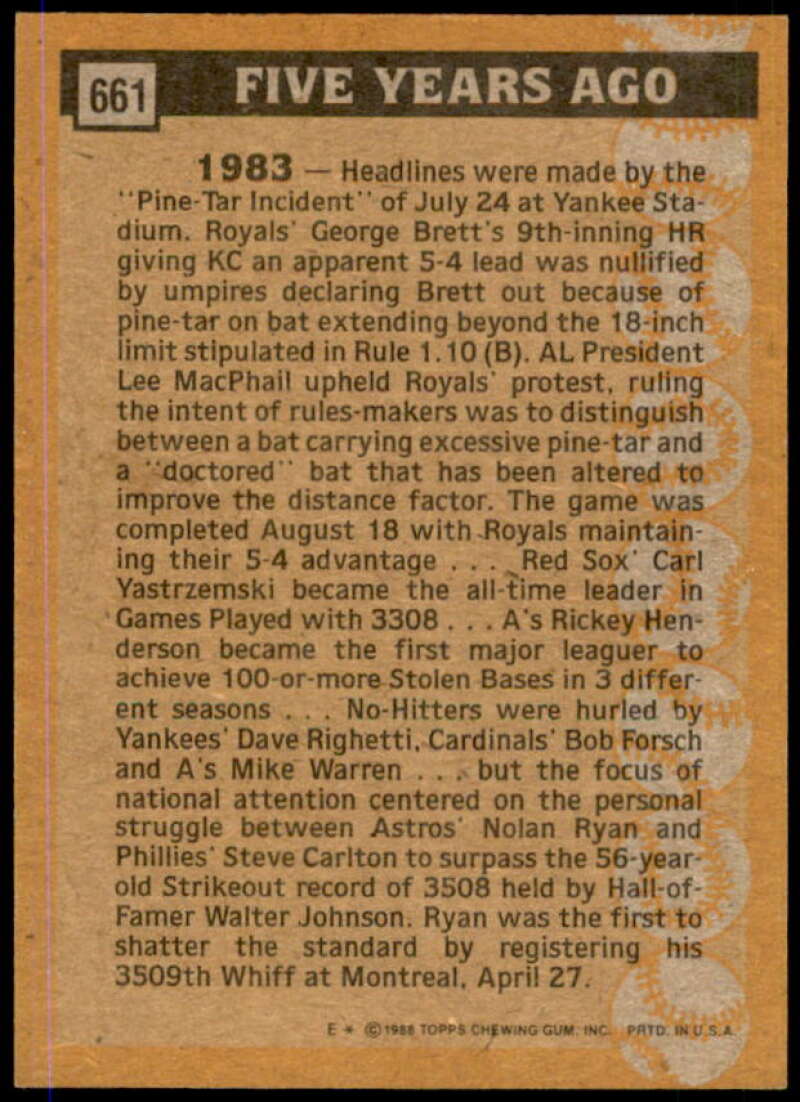 661 FIVE YEARS AGO
1983 — Headlines were made by the
"Pine-Tar Incident" of July 24 at Yankee Sta-
dium. Royals' George Brett's 9th-inning HR
giving KC an apparent 5-4 lead was nullified
by umpires declaring Brett out because of
pine-tar on bat extending beyond the 18-inch
limit stipulated in Rule 1.10 (B). AL President
Lee MacPhail upheld Royals' protest, ruling
the intent of rules-makers was to distinguish
between a bat carrying excessive pine-tar and
a "doctored" bat that has been altered to
improve the distance factor. The game was
completed August 18 with Royals maintain-
ing their 5-4 advantage . . . Red Sox' Carl
Yastrzemski became the all-time leader in
Games Played with 3308 . . . A's Rickey Hen-
derson became the first major leaguer to
achieve 100-or-more Stolen Bases in 3 differ-
ent seasons . . . No-Hitters were hurled by
Yankees' Dave Righetti, Cardinals' Bob Forsch
and A's Mike Warren . . . but the focus of
national attention centered on the personal
struggle between Astros' Nolan Ryan and
Phillies' Steve Carlton to surpass the 56-year-
old Strikeout record of 3508 held by Hall-of-
Famer Walter Johnson. Ryan was the first to
shatter the standard by registering his
3509th Whiff at Montreal, April 27.
E * © 1988 TOPPS CHEWING GUM, INC. PRTD. IN U.S.A.